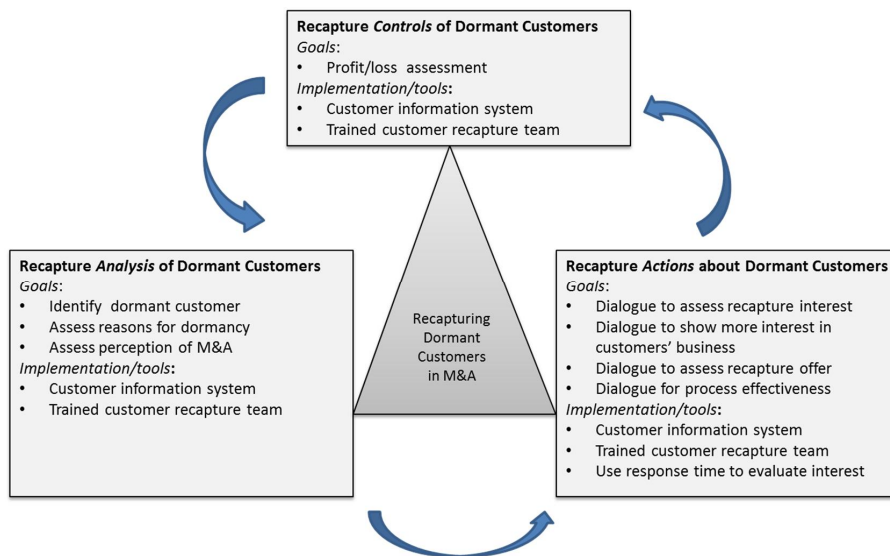 Recapture Controls of Dormant Customers
Goals:
• Profit/loss assessment
Implementation/tools:
• Customer information system
• Trained customer recapture team
Recapture Analysis of Dormant Customers
Goals:
• Identify dormant customer
• Assess reasons for dormancy
• Assess perception of M&A
Implementation/tools:
• Customer information system
• Trained customer recapture team
Recapturing
Dormant
Customers
in M&A
Recapture Actions about Dormant Customers
Goals:
• Dialogue to assess recapture interest
• Dialogue to show more interest in
customers’ business
• Dialogue to assess recapture offer
• Dialogue for process effectiveness
Implementation/tools:
• Customer information system
• Trained customer recapture team
• Use response time to evaluate interest